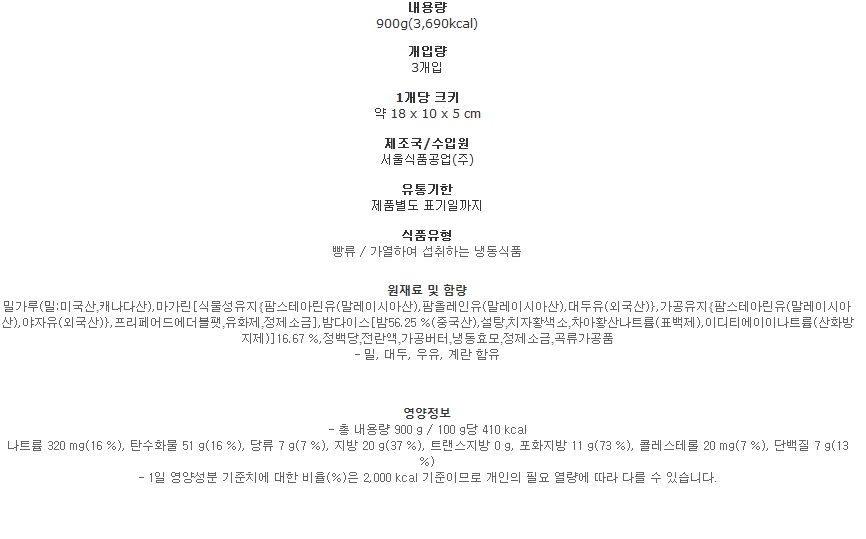 내용량
900g(3,690kcal)
개입량
3개입
1개당 크키
약 18 x 10 x 5 cm
제조국/수입원
서울식품공업(주)
유통기한
제품별도 표기일까지
식품유형
빵류 / 가열하여 섭취하는 냉동식품
원재료 및 함량
밀가루(밀:미국산,캐나다산),마가린[식물성유지{팜스테아린유(말레이시아산),팜올레인유(말레이시아산),대두유(외국산)},가공유지{팜스테아린유(말레이시아
산),야자유(외국산)},프리페어드에더블팻,유화제,정제소금],밤다이스[밤56.25 %(중국산),설탕,치자황색소,차아황산나트륨(표백제),이디티에이이나트륨(산화방
지제)]16.67 %,정백당,전란액,가공버터,냉동효모,정제소금,곡류가공품
- 밀, 대두, 우유, 계란 함유
영양정보
- 총 내용량 900 g / 100 g당 410 kcal
나트륨 320 mg(16 %), 탄수화물 51 g(16 %), 당류 7 g(7 %), 지방 20 g(37 %), 트랜스지방 0 g, 포화지방 11 g(73 %), 콜레스테롤 20 mg(7 %), 단백질 7 g(13
%)
- 1일 영양성분 기준치에 대한 비율(%)은 2,000 kcal 기준이므로 개인의 필요 열량에 따라 다를 수 있습니다.